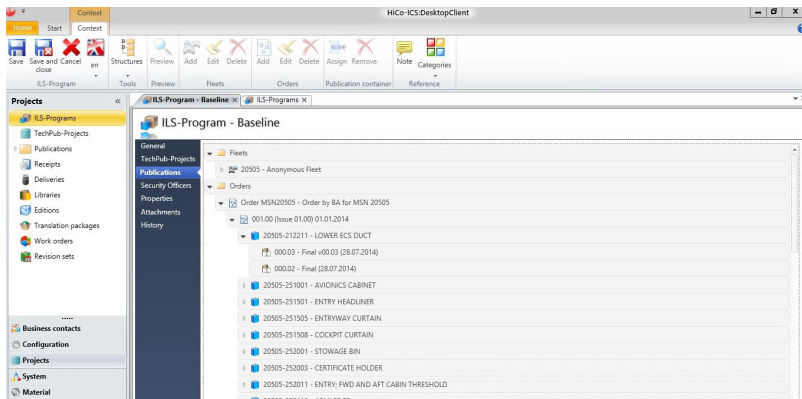 Context
HiCo-ICS:DesktopClient
Home Start Context
Save Save and close Cancel en Structures Preview Add Edit Delete Add Edit Delete Assign Remove Note Categories
ILS-Program Tools Preview Fleets Orders Publication container Reference
Projects «
ILS-Program - Baseline × ILS-Programs ×
ILS-Programs
TechPub-Projects
Publications
Receipts
Deliveries
Libraries
Editions
Translation packages
Work orders
Revision sets
Business contacts
Configuration
Projects
System
Material
ILS-Program - Baseline
General
TechPub-Projects
Publications
Security Officers
Properties
Attachments
History
Fleets
20505 - Anonymous Fleet
Orders
Order MSN20505 - Order by BA for MSN 20505
001.00 (Issue 01.00) 01.01.2014
20505-212211 - LOWER ECS DUCT
000.03 - Final v00.03 (28.07.2014)
000.02 - Final (28.07.2014)
20505-251001 - AVIONICS CABINET
20505-251501 - ENTRY HEADLINER
20505-251505 - ENTRYWAY CURTAIN
20505-251508 - COCKPIT CURTAIN
20505-252001 - STOWAGE BIN
20505-252003 - CERTIFICATE HOLDER
20505-252011 - ENTRY; FWD AND AFT CABIN THRESHOLD